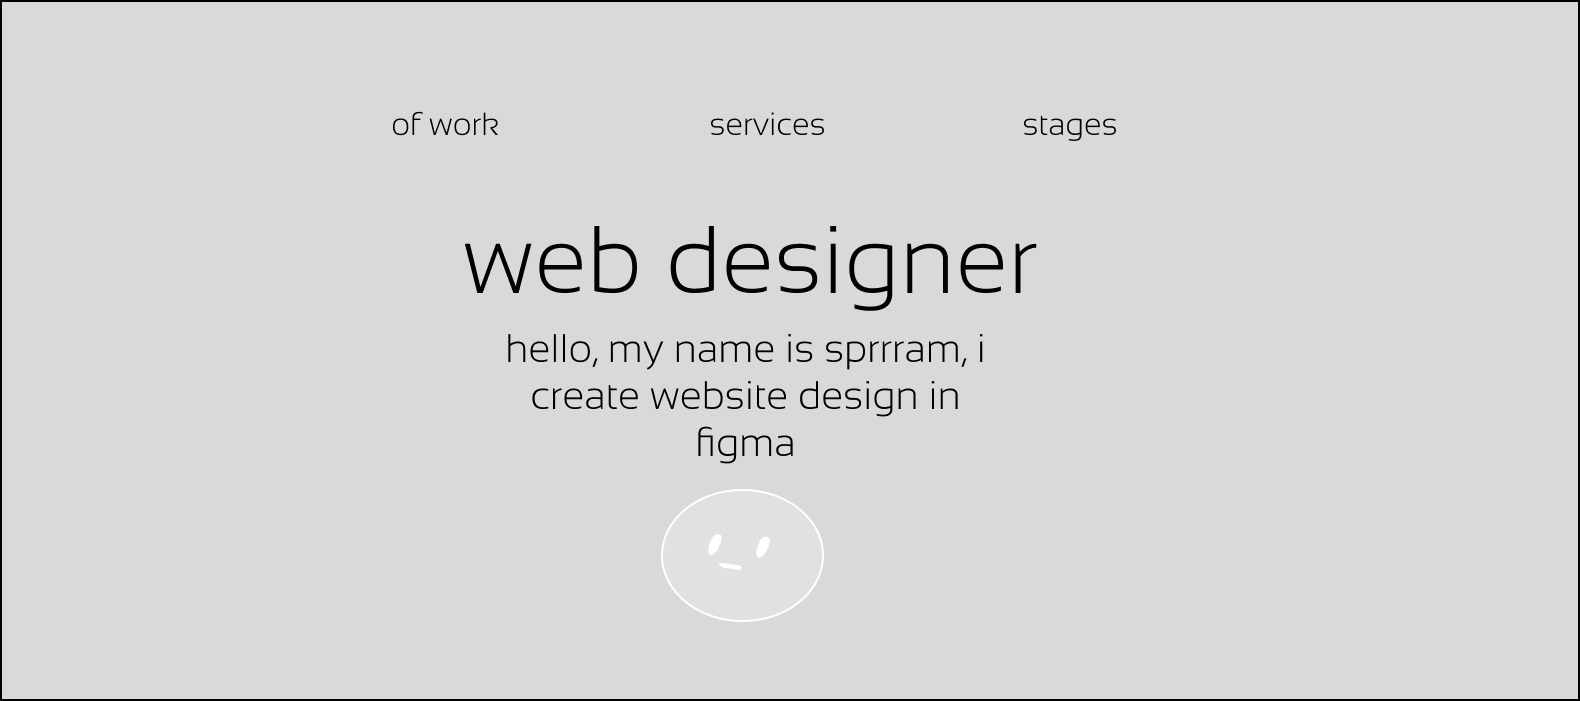 of work services stages
web designer
hello, my name is sprrram, i
create website design in
figma